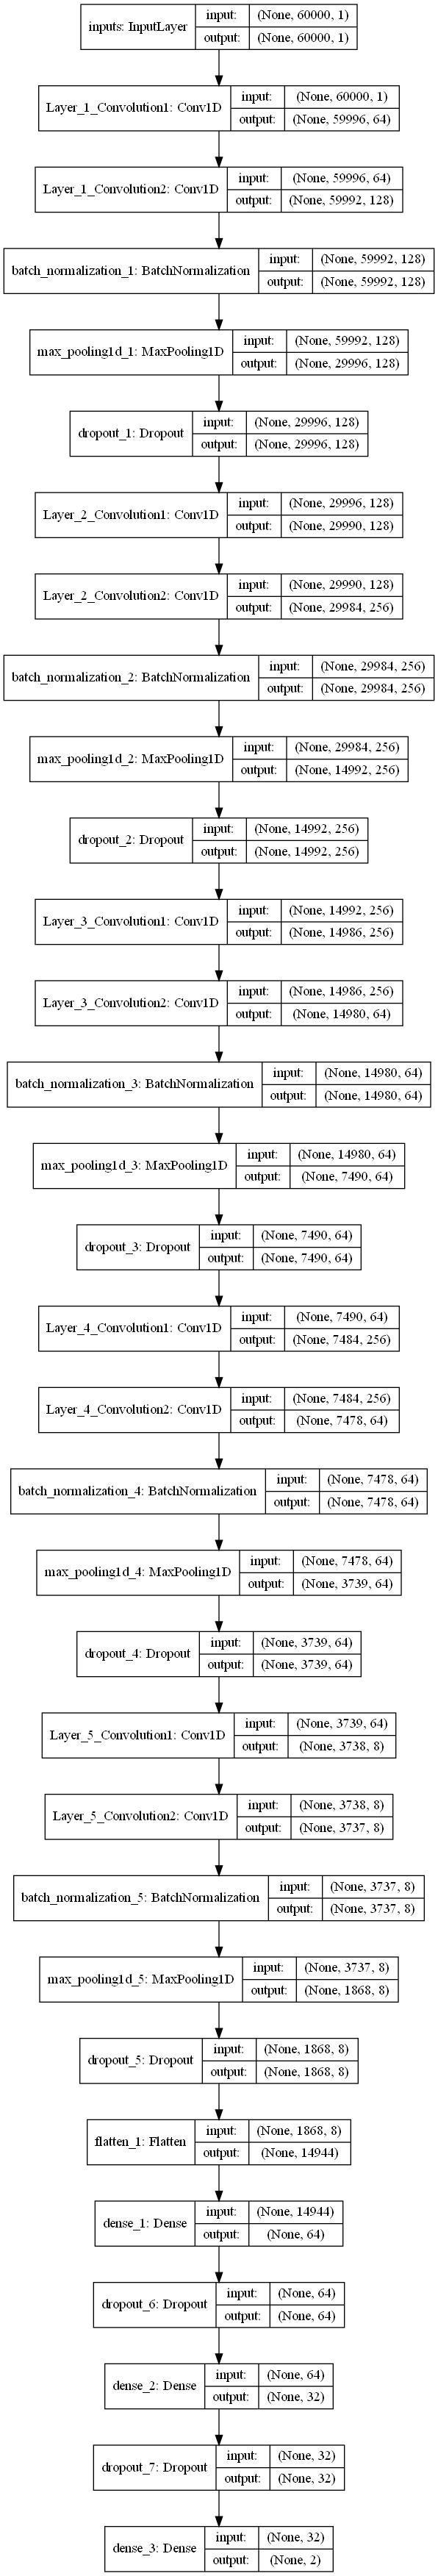 inputs: InputLayer
input: (None, 60000, 1)
output: (None, 60000, 1)
Layer_1_Convolution1: Conv1D
input: (None, 60000, 1)
output: (None, 59996, 64)
Layer_1_Convolution2: Conv1D
input: (None, 59996, 64)
output: (None, 59992, 128)
batch_normalization_1: BatchNormalization
input: (None, 59992, 128)
output: (None, 59992, 128)
max_pooling1d_1: MaxPooling1D
input: (None, 59992, 128)
output: (None, 29996, 128)
dropout_1: Dropout
input: (None, 29996, 128)
output: (None, 29996, 128)
Layer_2_Convolution1: Conv1D
input: (None, 29996, 128)
output: (None, 29990, 128)
Layer_2_Convolution2: Conv1D
input: (None, 29990, 128)
output: (None, 29984, 256)
batch_normalization_2: BatchNormalization
input: (None, 29984, 256)
output: (None, 29984, 256)
max_pooling1d_2: MaxPooling1D
input: (None, 29984, 256)
output: (None, 14992, 256)
dropout_2: Dropout
input: (None, 14992, 256)
output: (None, 14992, 256)
Layer_3_Convolution1: Conv1D
input: (None, 14992, 256)
output: (None, 14986, 256)
Layer_3_Convolution2: Conv1D
input: (None, 14986, 256)
output: (None, 14980, 64)
batch_normalization_3: BatchNormalization
input: (None, 14980, 64)
output: (None, 14980, 64)
max_pooling1d_3: MaxPooling1D
input: (None, 14980, 64)
output: (None, 7490, 64)
dropout_3: Dropout
input: (None, 7490, 64)
output: (None, 7490, 64)
Layer_4_Convolution1: Conv1D
input: (None, 7490, 64)
output: (None, 7484, 256)
Layer_4_Convolution2: Conv1D
input: (None, 7484, 256)
output: (None, 7478, 64)
batch_normalization_4: BatchNormalization
input: (None, 7478, 64)
output: (None, 7478, 64)
max_pooling1d_4: MaxPooling1D
input: (None, 7478, 64)
output: (None, 3739, 64)
dropout_4: Dropout
input: (None, 3739, 64)
output: (None, 3739, 64)
Layer_5_Convolution1: Conv1D
input: (None, 3739, 64)
output: (None, 3738, 8)
Layer_5_Convolution2: Conv1D
input: (None, 3738, 8)
output: (None, 3737, 8)
batch_normalization_5: BatchNormalization
input: (None, 3737, 8)
output: (None, 3737, 8)
max_pooling1d_5: MaxPooling1D
input: (None, 3737, 8)
output: (None, 1868, 8)
dropout_5: Dropout
input: (None, 1868, 8)
output: (None, 1868, 8)
flatten_1: Flatten
input: (None, 1868, 8)
output: (None, 14944)
dense_1: Dense
input: (None, 14944)
output: (None, 64)
dropout_6: Dropout
input: (None, 64)
output: (None, 64)
dense_2: Dense
input: (None, 64)
output: (None, 32)
dropout_7: Dropout
input: (None, 32)
output: (None, 32)
dense_3: Dense
input: (None, 32)
output: (None, 2)